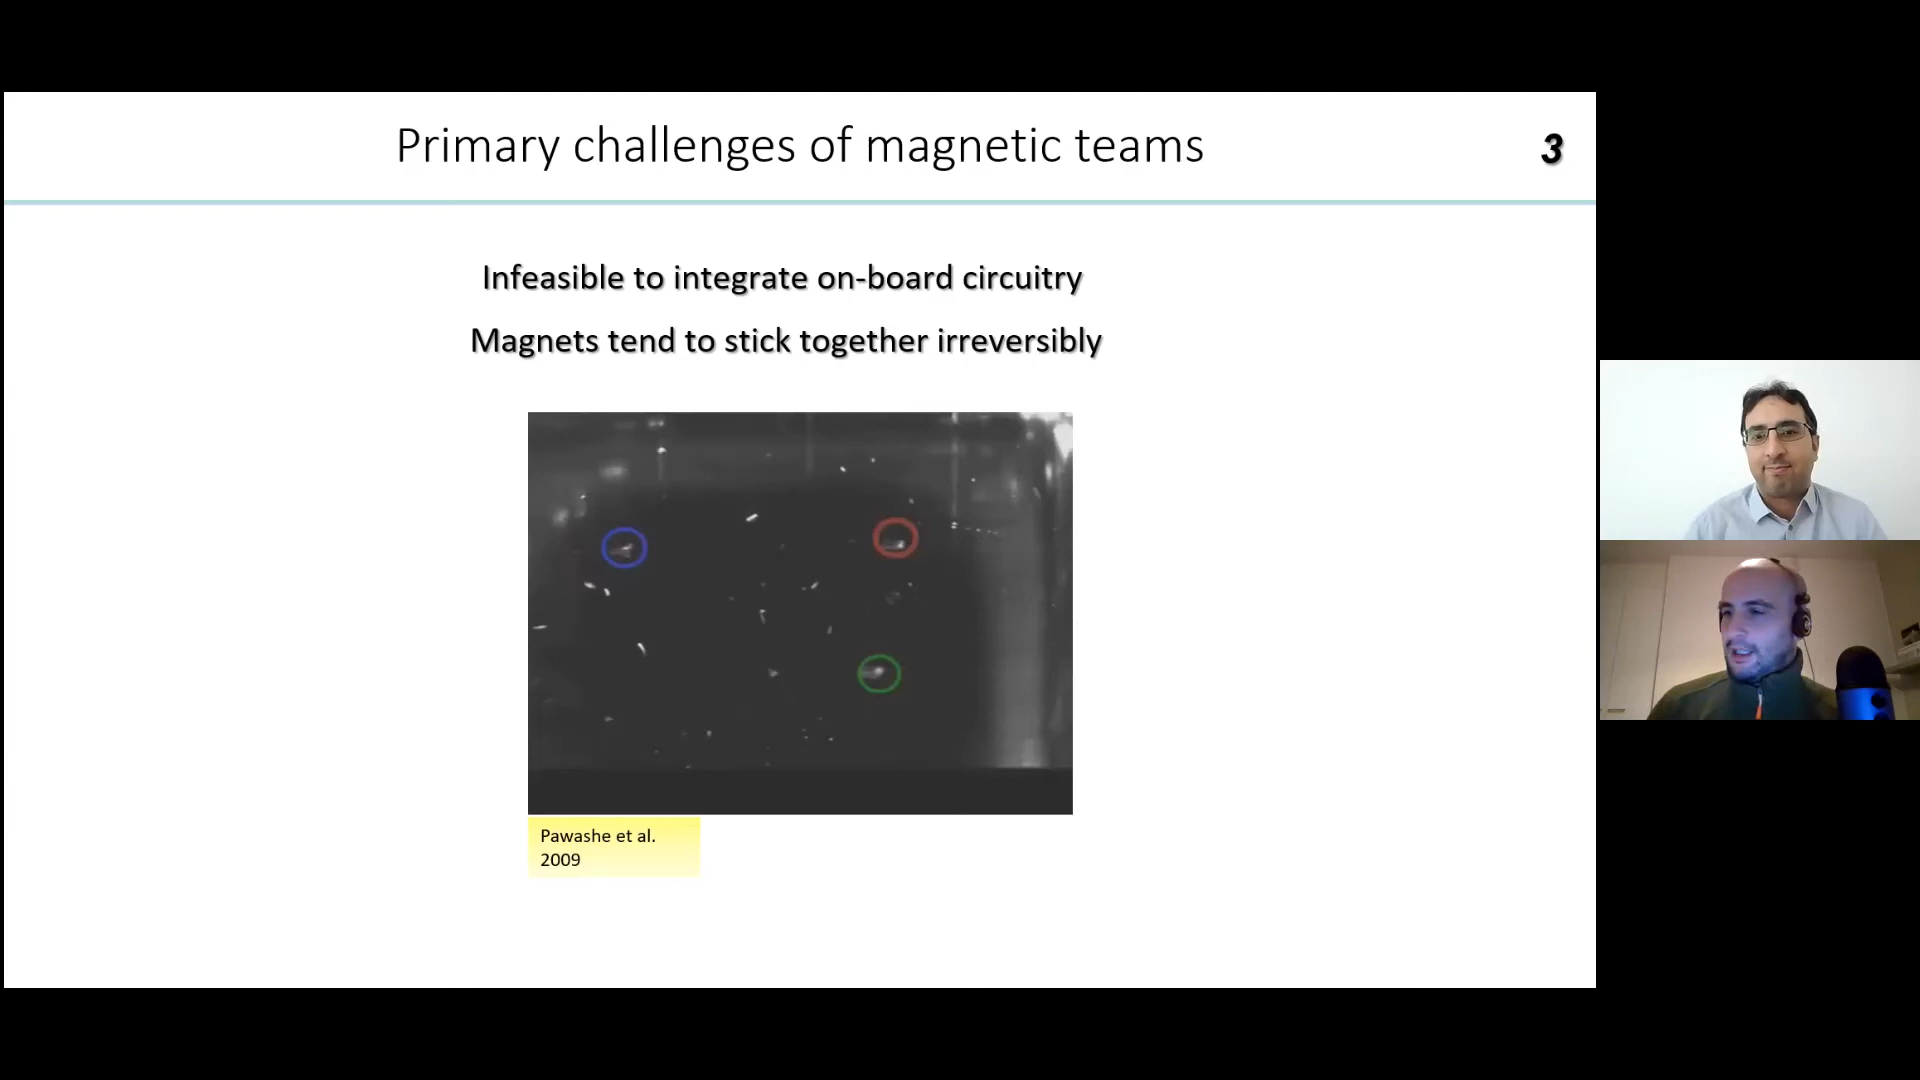 Primary challenges of magnetic teams
3
Infeasible to integrate on-board circuitry
Magnets tend to stick together irreversibly
Pawashe et al.
2009